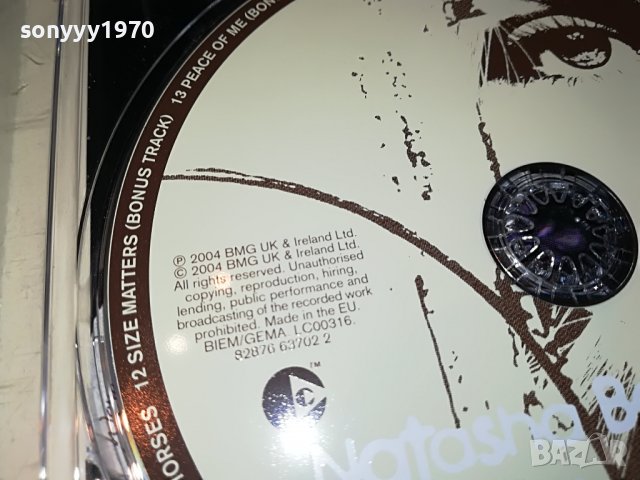 sonyyy1970
HORSES 12 SIZE MATTERS (BONUS TRACK) 13 PEACE OF ME (BON
℗ 2004 BMG UK & Ireland Ltd.
© 2004 BMG UK & Ireland Ltd.
All rights reserved. Unauthorised
copying, reproduction, hiring,
lending, public performance and
broadcasting of the recorded work
prohibited. Made in the EU.
BIEM/GEMA. LC00316.
82876 63702 2
™
Natasha B
BAZAR